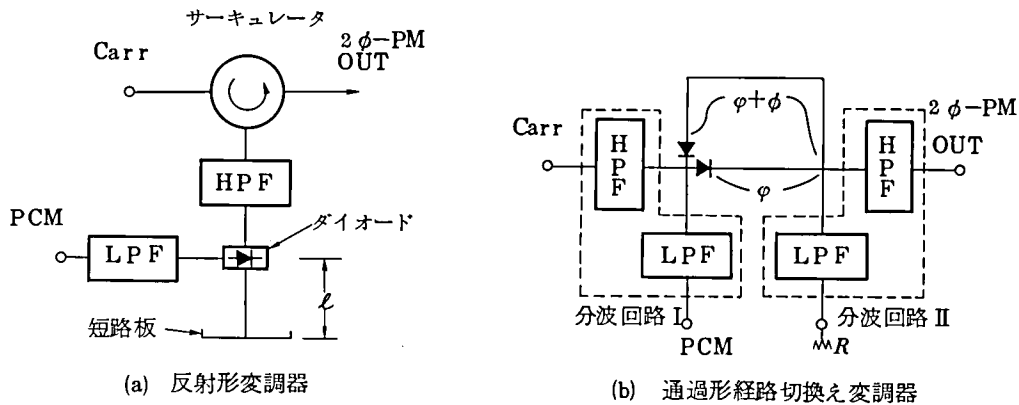 サーキュレータ
Carr
2φ-PM
OUT
HPF
PCM
LPF
ダイオード
ℓ
短路板
(a) 反射形変調器
Carr
HPF
φ+ϕ
φ
2φ-PM
OUT
HPF
LPF
LPF
分波回路 I
PCM
分波回路 II
R
(b) 通過形経路切換え変調器